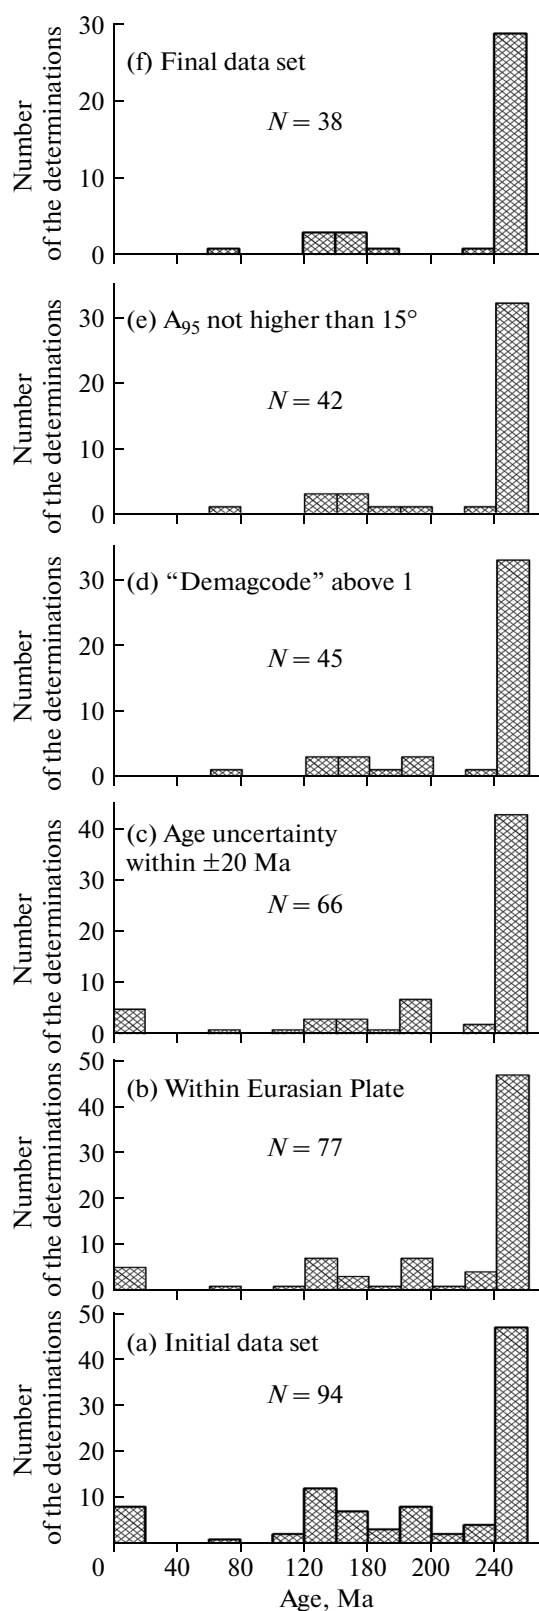 30
20
10
0
Number
of the determinations
(f) Final data set
N = 38
30
20
10
0
Number
of the determinations
(e) A95 not higher than 15°
N = 42
30
20
10
0
Number
of the determinations
(d) “Demagcode” above 1
N = 45
40
30
20
10
0
Number
of the determinations
(c) Age uncertainty
within ±20 Ma
N = 66
50
40
30
20
10
0
Number
of the determinations
(b) Within Eurasian Plate
N = 77
50
40
30
20
10
Number
of the determinations
(a) Initial data set
N = 94
0 40 80 120 180 200 240
Age, Ma